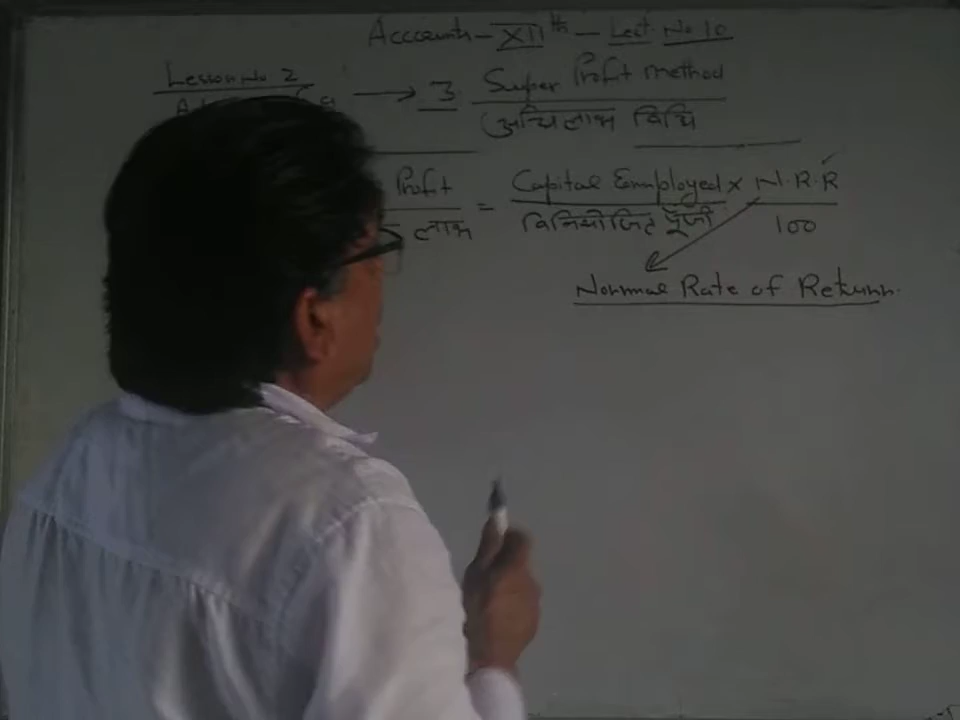 Accounts - XIIth - Lect. No 10
Lesson No 2 → 3. Super Profit method
(अधिलाभ विधि
Profit = Capital Employed × N.R.R
लाभ विनियोजित पूँजी 100
Normal Rate of Return